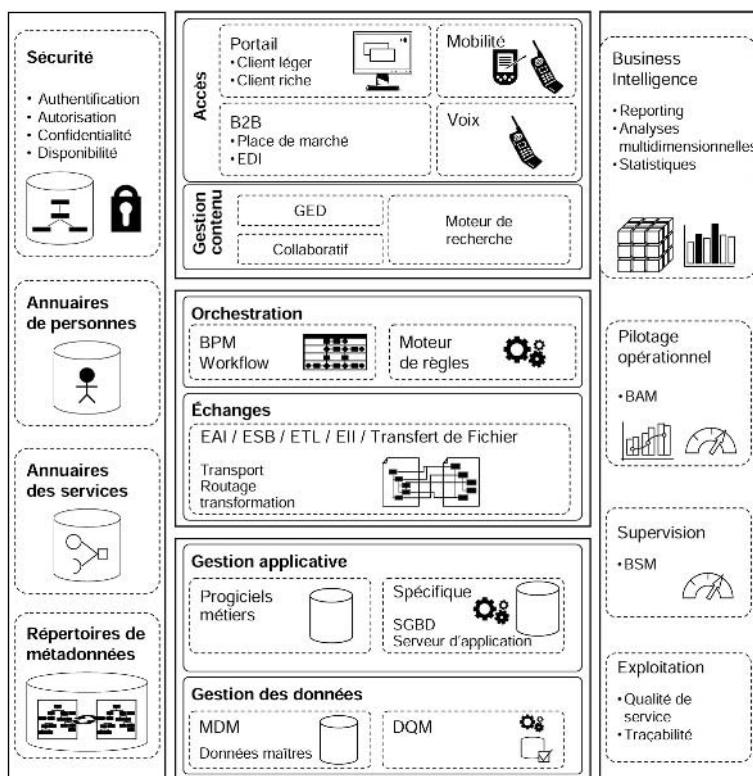 Sécurité
• Authentification
• Autorisation
• Confidentialité
• Disponibilité
Annuaires
de personnes
Annuaires
des services
Répertoires de
métadonnées
Accès
Portail
• Client léger
• Client riche
Mobilité
B2B
• Place de marché
• EDI
Voix
Gestion
contenu
GED
Collaboratif
Moteur de
recherche
Orchestration
BPM
Workflow
Moteur
de règles
Échanges
EAI / ESB / ETL / EII / Transfert de Fichier
Transport
Routage
transformation
Gestion applicative
Progiciels
métiers
Spécifique
SGBD
Serveur d'application
Gestion des données
MDM
Données maîtres
DQM
Business
Intelligence
• Reporting
• Analyses
multidimensionnelles
• Statistiques
Pilotage
opérationnel
• BAM
Supervision
• BSM
Exploitation
• Qualité de
service
• Traçabilité